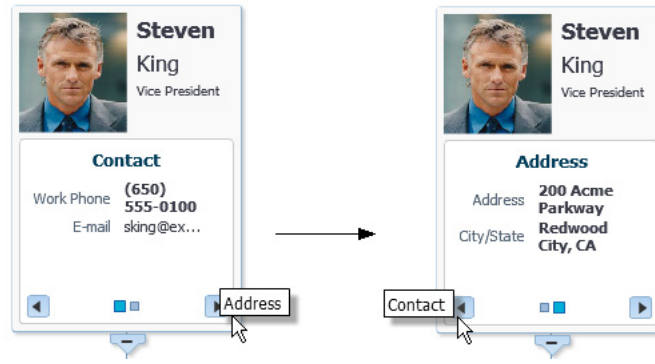 Steven
King
Vice President
Contact
Work Phone (650)
555-0100
E-mail sking@ex...
Address
Steven
King
Vice President
Address
Address 200 Acme
Parkway
City/State Redwood
City, CA
Contact